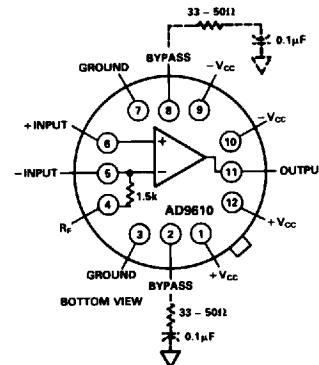 33 – 50Ω
0.1µF
BYPASS
GROUND
–VCC
7
8
9
+INPUT
6
+
10
–VCC
–INPUT
5
–
11
OUTPU
1.5k
4
AD9610
12
RF
+VCC
3
2
1
GROUND
+VCC
BYPASS
BOTTOM VIEW
33 – 50Ω
0.1µF